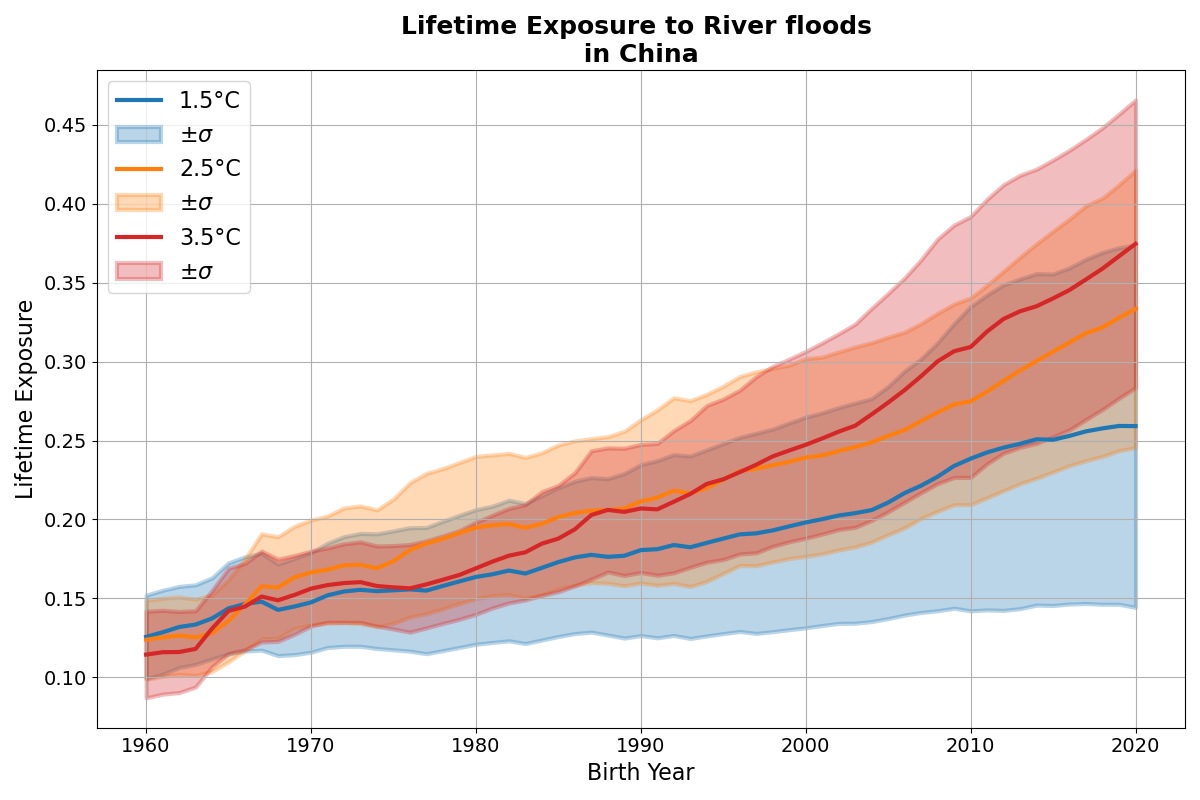 Lifetime Exposure to River floods
in China
1.5°C
±σ
2.5°C
±σ
3.5°C
±σ
Lifetime Exposure
0.45
0.40
0.35
0.30
0.25
0.20
0.15
0.10
1960 1970 1980 1990 2000 2010 2020
Birth Year